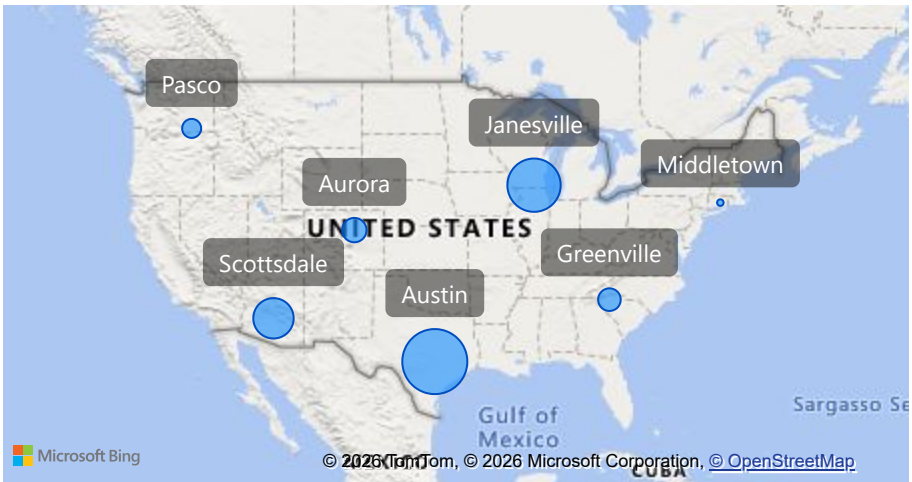 Pasco
Janesville
Middletown
Aurora
UNITED STATES
Greenville
Scottsdale
Austin
Sargasso Se
Gulf of
Mexico
Microsoft Bing
© 2026 TomTom, © 2026 Microsoft Corporation, © OpenStreetMap
CUBA